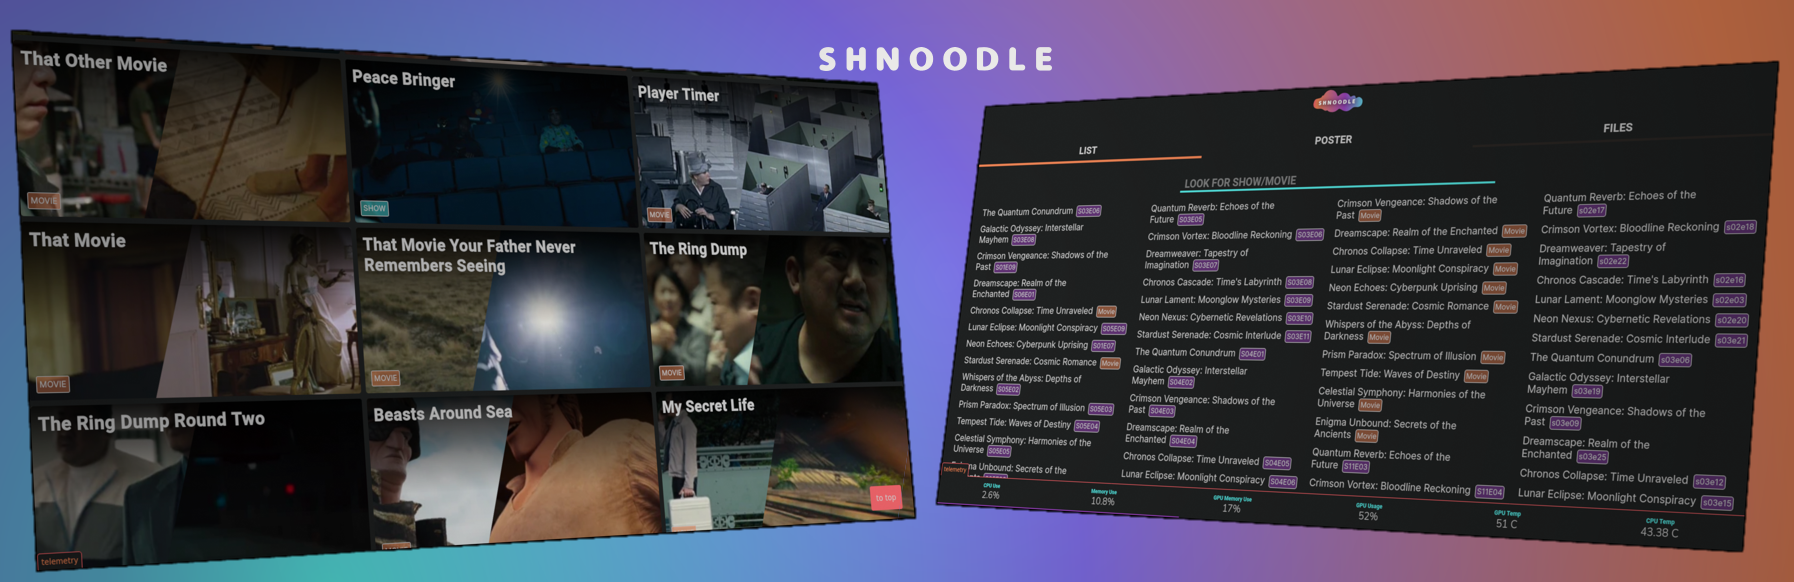 SHNOODLE
That Other Movie
MOVIE
Peace Bringer
SHOW
Player Timer
MOVIE
That Movie
MOVIE
That Movie Your Father Never
Remembers Seeing
MOVIE
The Ring Dump
MOVIE
The Ring Dump Round Two
Beasts Around Sea
My Secret Life
to top
telemetry
SHNOODLE
LIST
POSTER
FILES
LOOK FOR SHOW/MOVIE
The Quantum Conundrum S03E06
Galactic Odyssey: Interstellar
Mayhem S03E08
Crimson Vengeance: Shadows of the
Past S01E09
Dreamscape: Realm of the
Enchanted S06E01
Chronos Collapse: Time Unraveled Movie
Lunar Eclipse: Moonlight Conspiracy S05E09
Neon Echoes: Cyberpunk Uprising S01E07
Stardust Serenade: Cosmic Romance Movie
Whispers of the Abyss: Depths of
Darkness S05E02
Prism Paradox: Spectrum of Illusion S05E03
Tempest Tide: Waves of Destiny S05E04
Celestial Symphony: Harmonies of the
Universe S05E05
Unbound: Secrets of the
telemetry
Quantum Reverb: Echoes of the
Future S03E05
Crimson Vortex: Bloodline Reckoning S03E06
Dreamweaver: Tapestry of
Imagination S03E07
Chronos Cascade: Time's Labyrinth S03E08
Lunar Lament: Moonglow Mysteries S03E09
Neon Nexus: Cybernetic Revelations S03E10
Stardust Serenade: Cosmic Interlude S03E11
The Quantum Conundrum S04E01
Galactic Odyssey: Interstellar
Mayhem S04E02
Crimson Vengeance: Shadows of the
Past S04E03
Dreamscape: Realm of the
Enchanted S04E04
Chronos Collapse: Time Unraveled S04E05
Lunar Eclipse: Moonlight Conspiracy S04E06
Crimson Vengeance: Shadows of the
Past Movie
Dreamscape: Realm of the Enchanted Movie
Chronos Collapse: Time Unraveled Movie
Lunar Eclipse: Moonlight Conspiracy Movie
Neon Echoes: Cyberpunk Uprising Movie
Stardust Serenade: Cosmic Romance Movie
Whispers of the Abyss: Depths of
Darkness Movie
Prism Paradox: Spectrum of Illusion Movie
Tempest Tide: Waves of Destiny Movie
Celestial Symphony: Harmonies of the
Universe Movie
Enigma Unbound: Secrets of the
Ancients Movie
Quantum Reverb: Echoes of the
Future S11E03
Crimson Vortex: Bloodline Reckoning S11E04
Quantum Reverb: Echoes of the
Future s02e17
Crimson Vortex: Bloodline Reckoning s02e18
Dreamweaver: Tapestry of
Imagination s02e22
Chronos Cascade: Time's Labyrinth s02e16
Lunar Lament: Moonglow Mysteries s02e03
Neon Nexus: Cybernetic Revelations s02e20
Stardust Serenade: Cosmic Interlude s03e21
The Quantum Conundrum s03e06
Galactic Odyssey: Interstellar
Mayhem s03e19
Crimson Vengeance: Shadows of the
Past s03e09
Dreamscape: Realm of the
Enchanted s03e25
Chronos Collapse: Time Unraveled s03e12
Lunar Eclipse: Moonlight Conspiracy s03e15
CPU Use
2.6%
Memory Use
10.8%
GPU Memory Use
17%
GPU Usage
52%
GPU Temp
51 C
CPU Temp
43.38 C